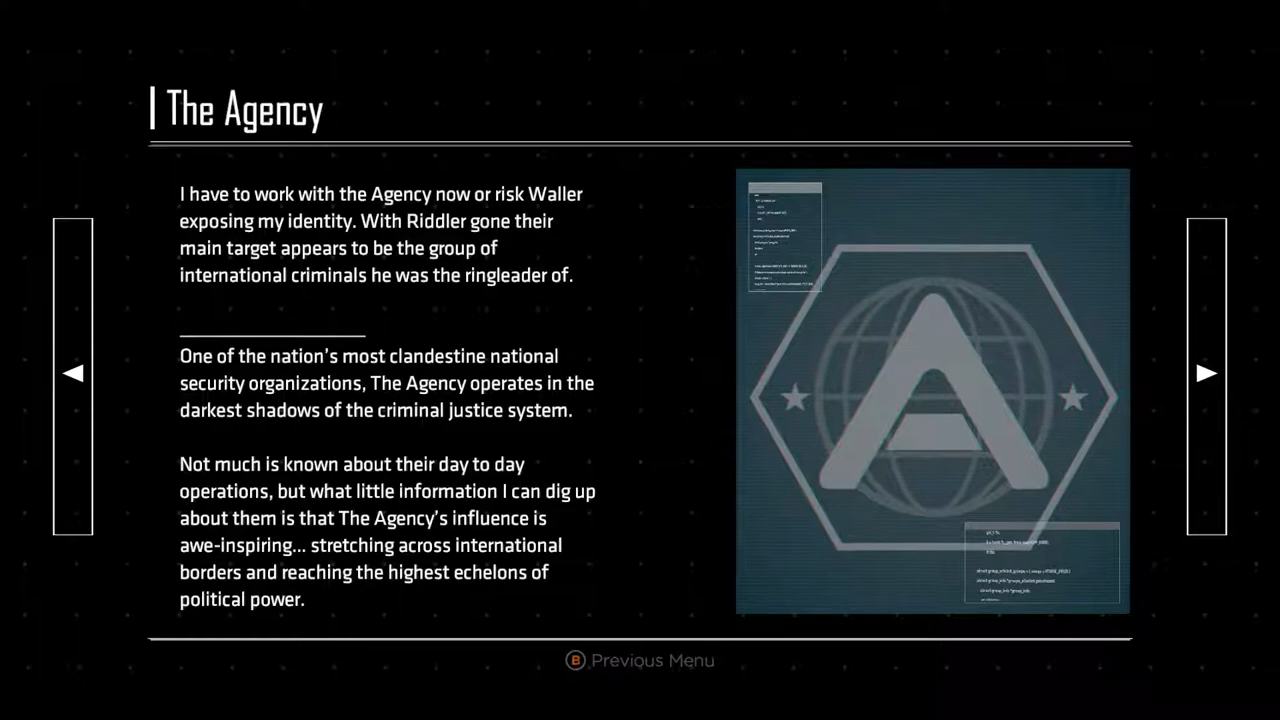 The Agency
I have to work with the Agency now or risk Waller
exposing my identity. With Riddler gone their
main target appears to be the group of
international criminals he was the ringleader of.
One of the nation's most clandestine national
security organizations, The Agency operates in the
darkest shadows of the criminal justice system.
Not much is known about their day to day
operations, but what little information I can dig up
about them is that The Agency's influence is
awe-inspiring... stretching across international
borders and reaching the highest echelons of
political power.
B Previous Menu